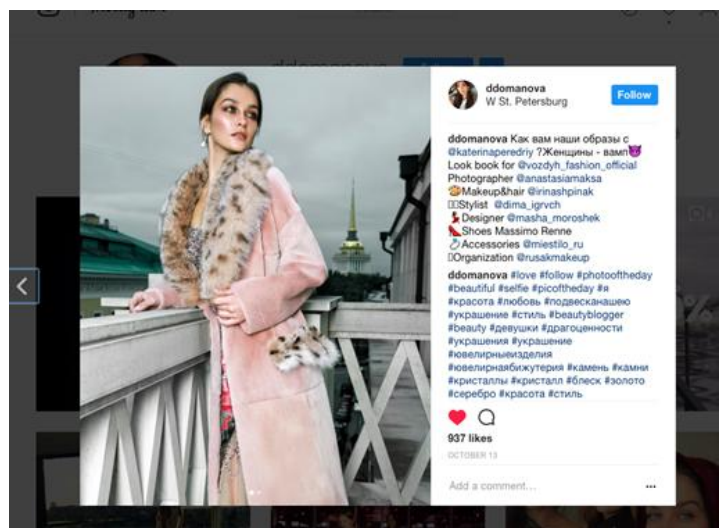 ddomanova
W St. Petersburg
Follow
ddomanova Как вам наши образы с
@katerinaperedriy ?Женщины - вамп😈
Look book for @vozdyh_fashion_official
Photographer @anastasiamaksa
Makeup&hair @irinashpinak
Stylist @dima_igrvch
💃Designer @masha_moroshek
👠Shoes Massimo Renne
💍Accessories @miestilo_ru
Organization @rusakmakeup
ddomanova #love #follow #photooftheday
#beautiful #selfie #picoftheday #я
#красота #любовь #подвесканашею
#украшение #стиль #beautyblogger
#beauty #девушки #драгоценности
#украшения #украшение
#ювелирныеизделия
#ювелирнаябижутерия #камень #камни
#кристаллы #кристалл #блеск #золото
#серебро #красота #стиль
937 likes
OCTOBER 13
Add a comment...